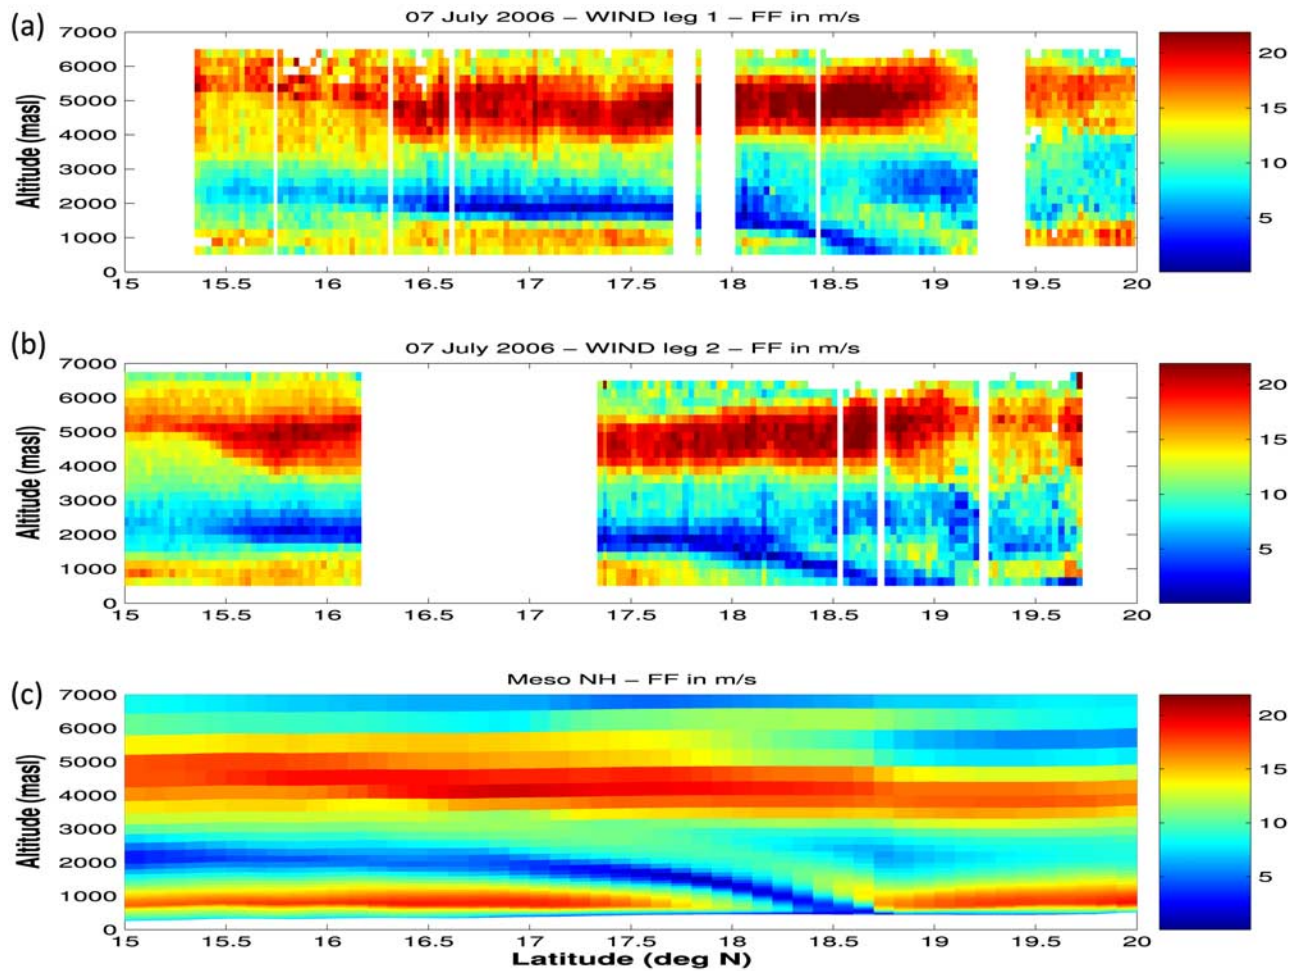 (a)
07 July 2006 – WIND leg 1 – FF in m/s
Altitude (masl)
7000
6000
5000
4000
3000
2000
1000
0
15 15.5 16 16.5 17 17.5 18 18.5 19 19.5 20
20
15
10
5
(b)
07 July 2006 – WIND leg 2 – FF in m/s
Altitude (masl)
7000
6000
5000
4000
3000
2000
1000
0
15 15.5 16 16.5 17 17.5 18 18.5 19 19.5 20
20
15
10
5
(c)
Meso NH – FF in m/s
Altitude (masl)
7000
6000
5000
4000
3000
2000
1000
0
15 15.5 16 16.5 17 17.5 18 18.5 19 19.5 20
Latitude (deg N)
20
15
10
5